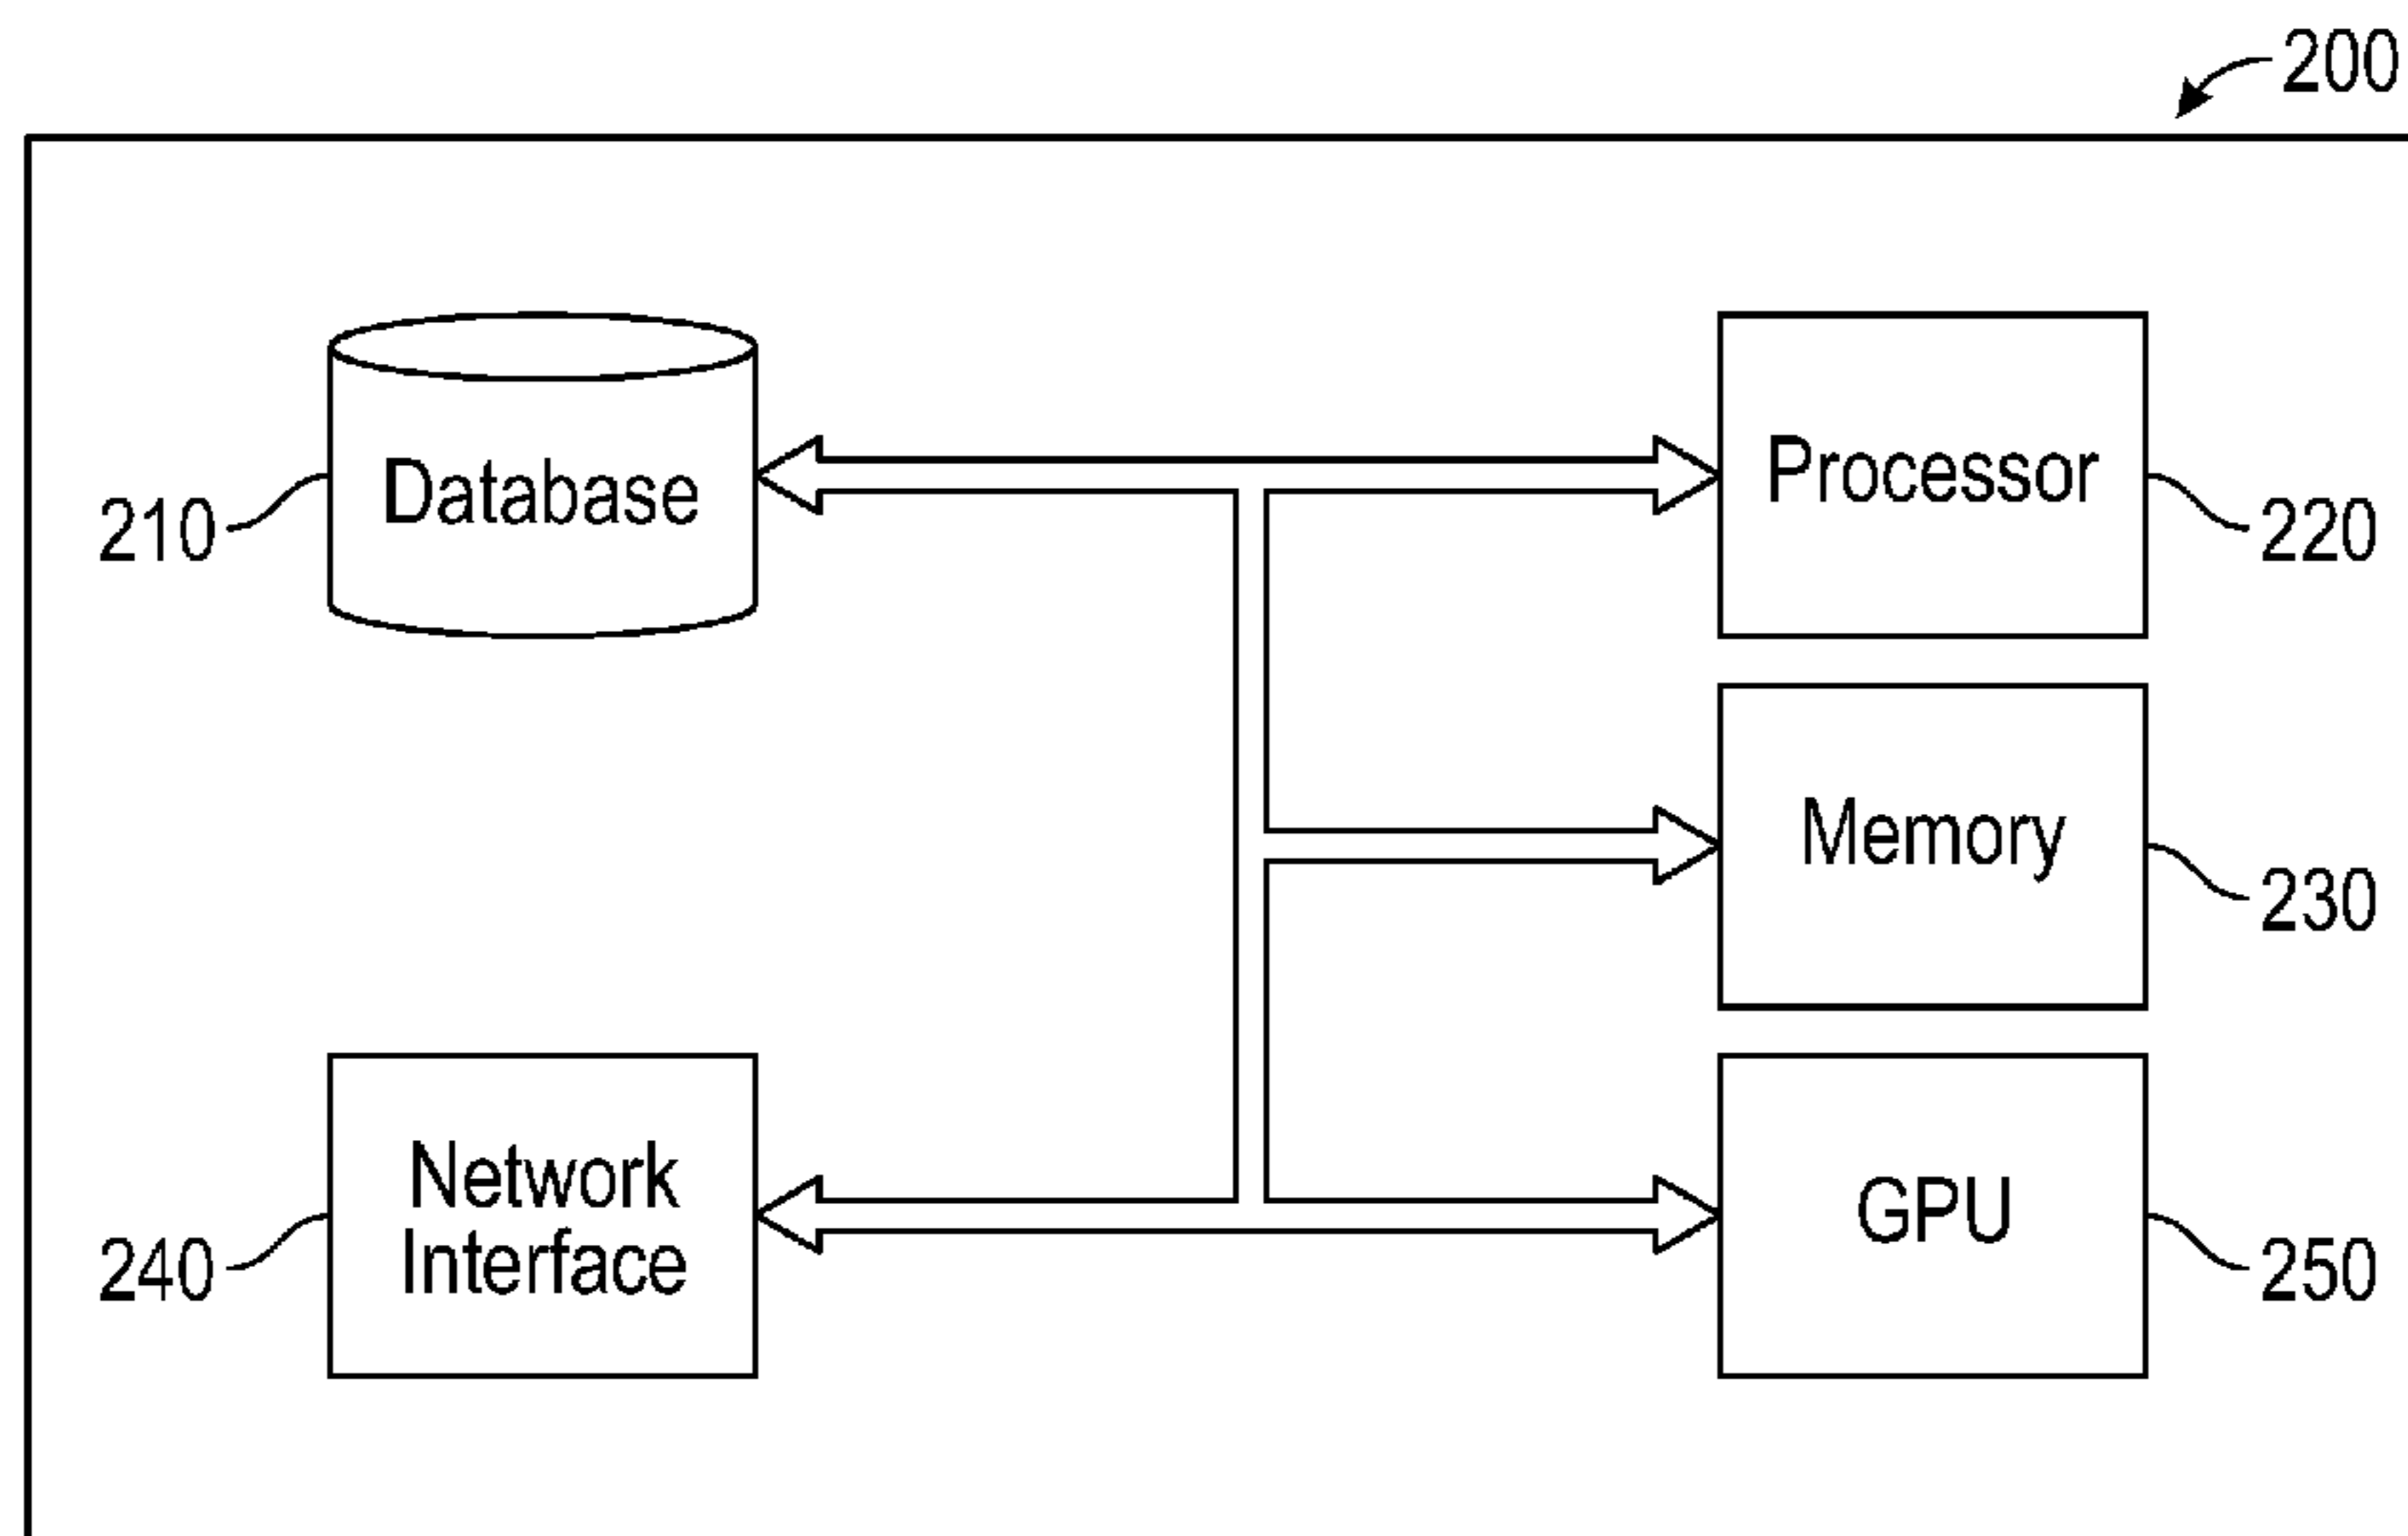 200
Database
210
Processor
220
Memory
230
Network
Interface
240
GPU
250